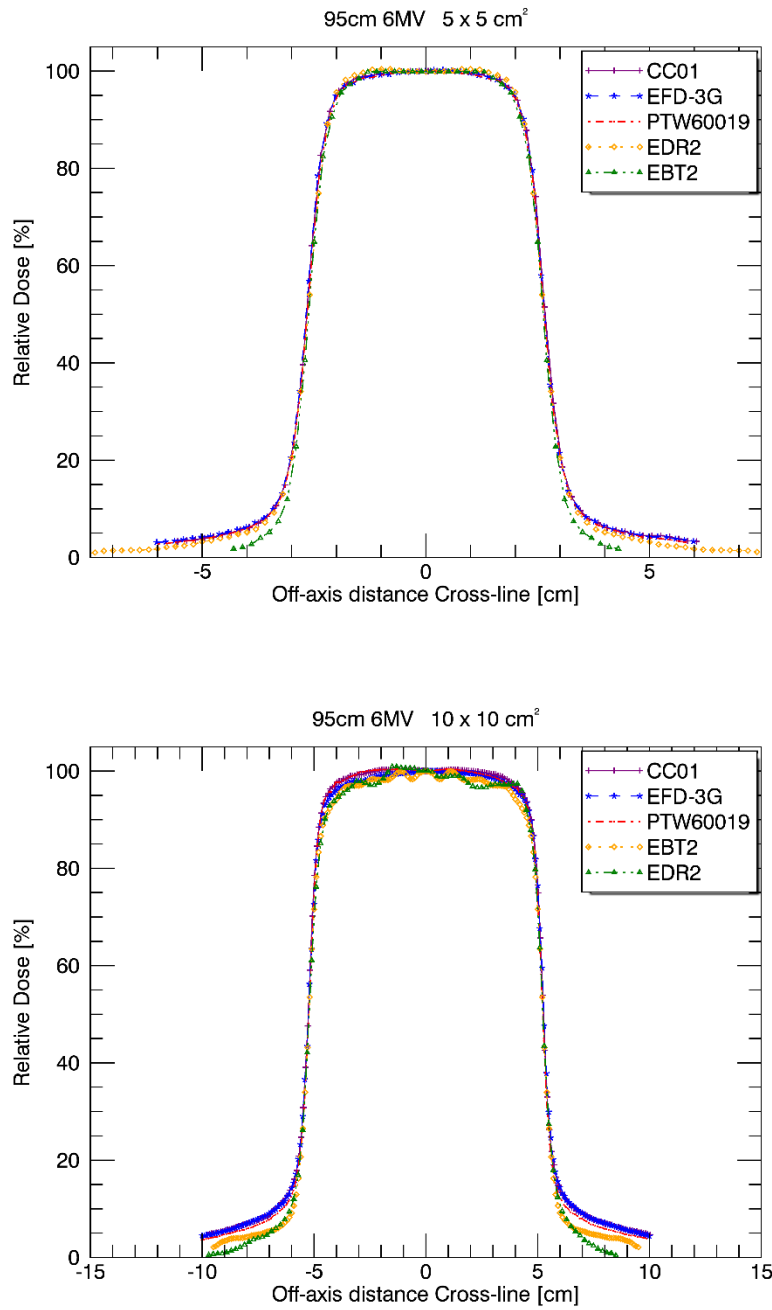 95cm 6MV 5 x 5 cm²
100
80
60
40
20
0
Relative Dose [%]
CC01
EFD-3G
PTW60019
EDR2
EBT2
-5 0 5
Off-axis distance Cross-line [cm]
95cm 6MV 10 x 10 cm²
100
80
60
40
20
0
Relative Dose [%]
CC01
EFD-3G
PTW60019
EBT2
EDR2
-15 -10 -5 0 5 10 15
Off-axis distance Cross-line [cm]